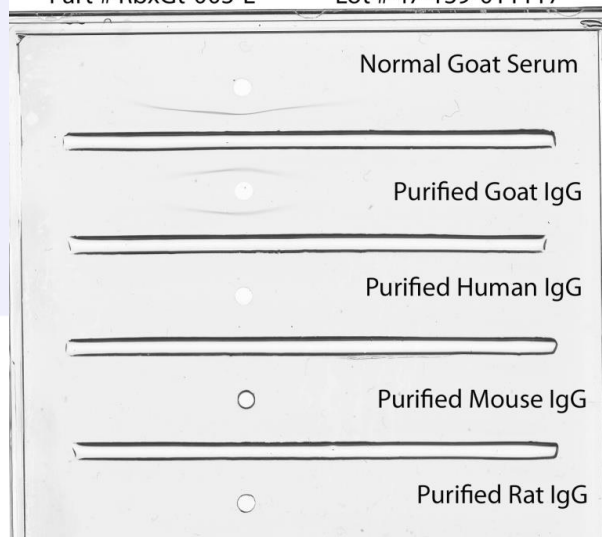 Normal Goat Serum
Purified Goat IgG
Purified Human IgG
Purified Mouse IgG
Purified Rat IgG